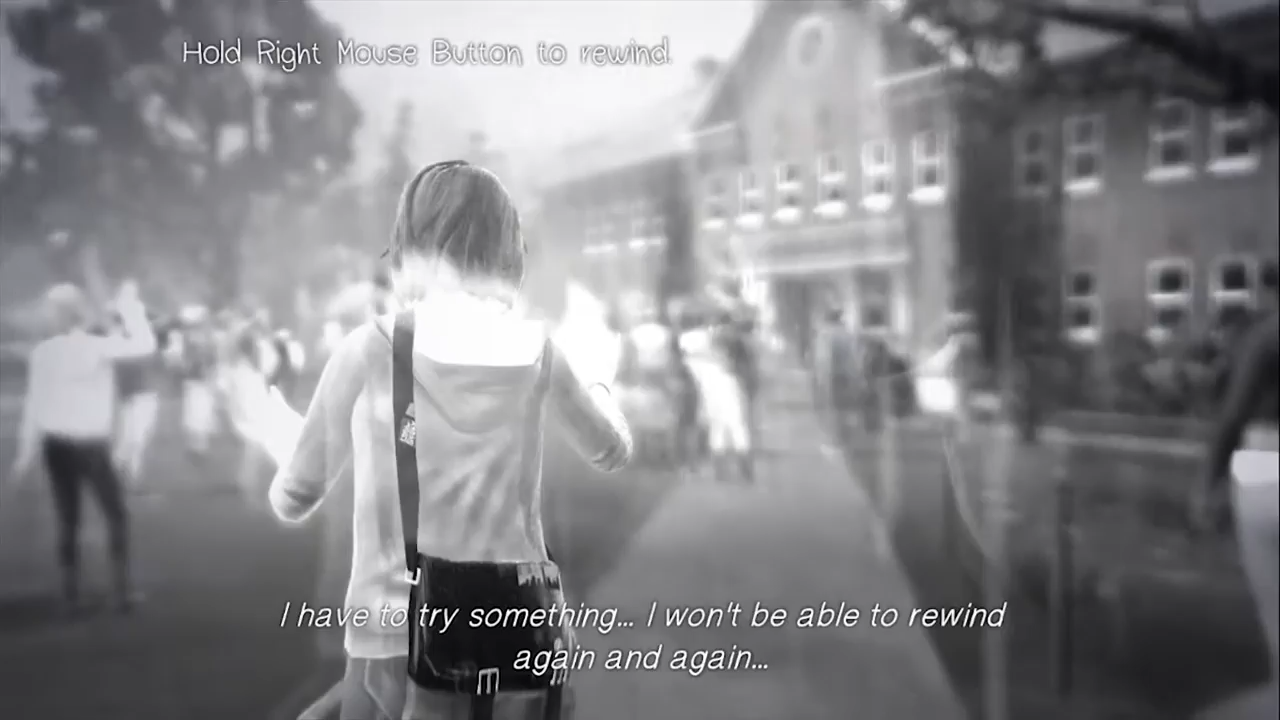 Hold Right Mouse Button to rewind.
I have to try something... I won't be able to rewind
again and again...